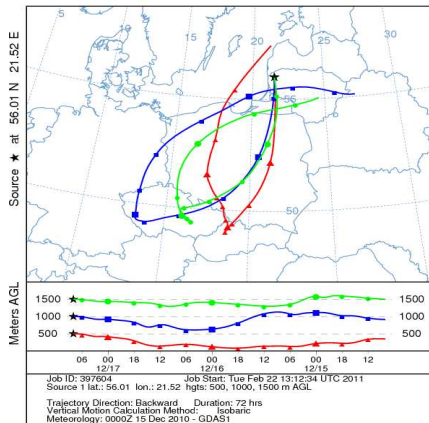 Source ★ at 56.01 N 21.52 E
5
10
15
20
25
30
55
50
Meters AGL
1500 1500
1000 1000
500 500
06 00 18 12 06 00 18 12 06 00 18 12
12/17 12/16 12/15
Job ID: 397604 Job Start: Tue Feb 22 13:12:34 UTC 2011
Source 1 lat.: 56.01 lon.: 21.52 hgts: 500, 1000, 1500 m AGL
Trajectory Direction: Backward Duration: 72 hrs
Vertical Motion Calculation Method: Isobaric
Meteorology: 0000Z 15 Dec 2010 - GDAS1